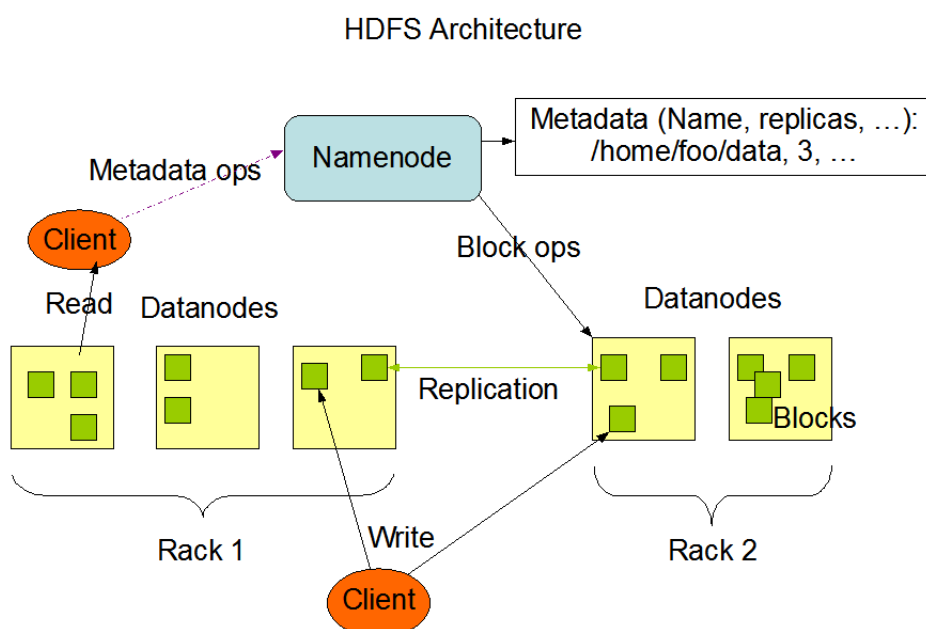 HDFS Architecture
Metadata (Name, replicas, …):
/home/foo/data, 3, …
Namenode
Metadata ops
Client
Block ops
Read
Datanodes
Datanodes
Replication
Blocks
Rack 1
Write
Rack 2
Client